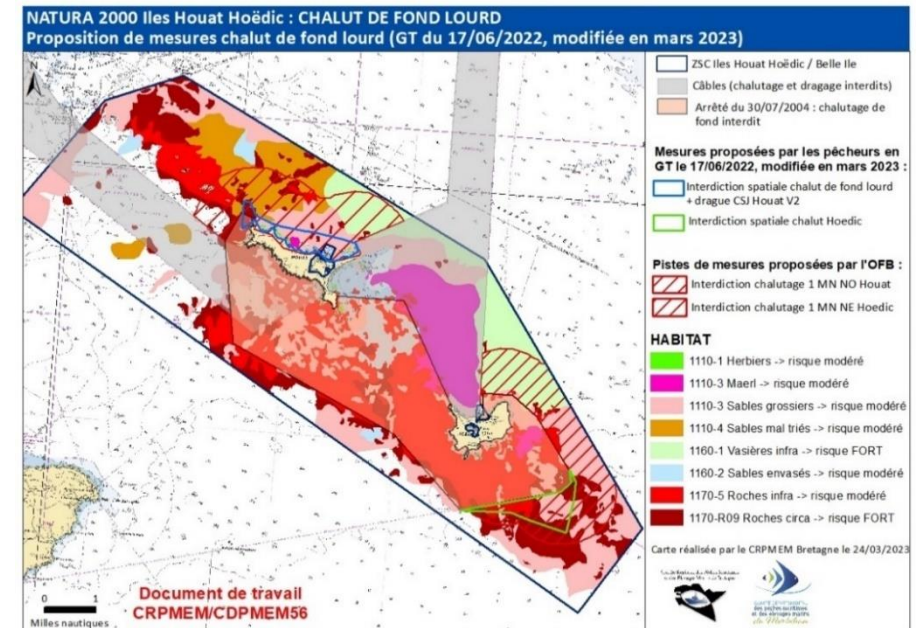 NATURA 2000 Iles Houat Hoëdic : CHALUT DE FOND LOURD
Proposition de mesures chalut de fond lourd (GT du 17/06/2022, modifiée en mars 2023)
N
ZSC Iles Houat Hoëdic / Belle Ile
Câbles (chalutage et dragage interdits)
Arrêté du 30/07/2004 : chalutage de
fond interdit
Mesures proposées par les pêcheurs en
GT le 17/06/2022, modifiée en mars 2023 :
Interdiction spatiale chalut de fond lourd
+ drague CSJ Houat V2
Interdiction spatiale chalut Hoedic
Pistes de mesures proposées par l'OFB :
Interdiction chalutage 1 MN NO Houat
Interdiction chalutage 1 MN NE Hoedic
HABITAT
1110-1 Herbiers -> risque modéré
1110-3 Maerl -> risque modéré
1110-3 Sables grossiers -> risque modéré
1110-4 Sables mal triés -> risque modéré
1160-1 Vasières infra -> risque FORT
1160-2 Sables envasés -> risque modéré
1170-5 Roches infra -> risque modéré
1170-R09 Roches circa -> risque FORT
Carte réalisée par le CRPMEM Bretagne le 24/03/2023
Document de travail
CRPMEM/CDPMEM56
0 1
Milles nautiques